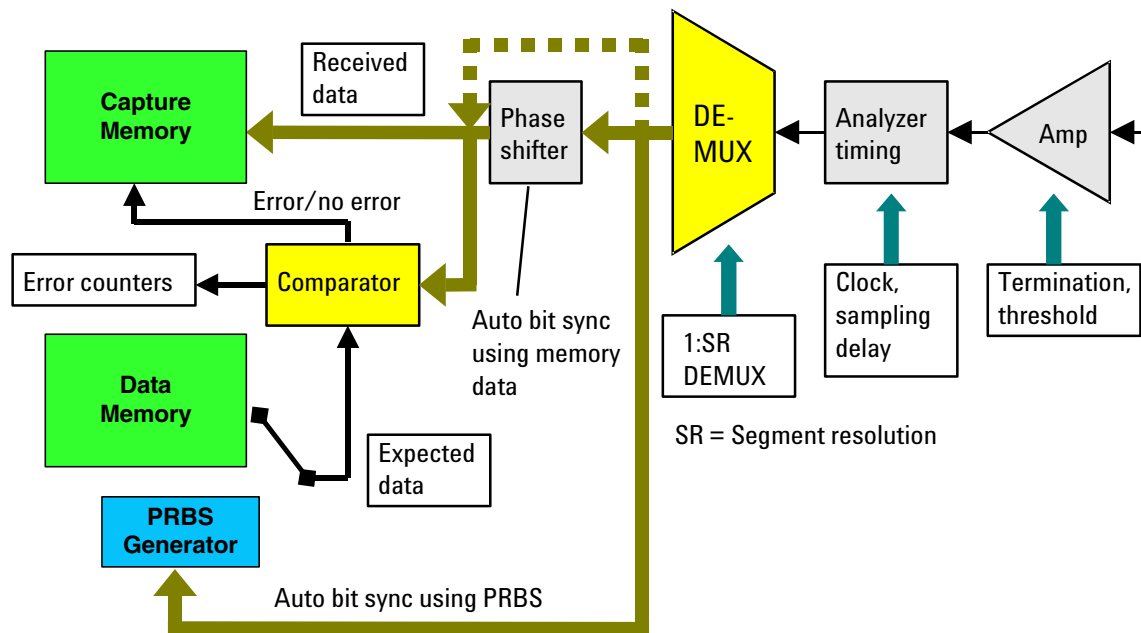 Capture
Memory
Received
data
Phase
shifter
DE-
MUX
Analyzer
timing
Amp
Error/no error
Error counters
Comparator
Auto bit sync
using memory
data
1:SR
DEMUX
Clock,
sampling
delay
Termination,
threshold
Data
Memory
Expected
data
SR = Segment resolution
PRBS
Generator
Auto bit sync using PRBS